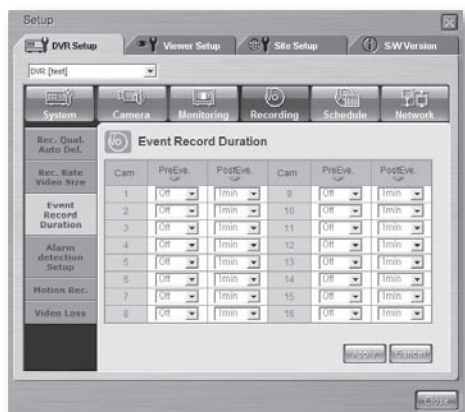 Setup
DVR Setup Viewer Setup Site Setup S/W Version
DVR [test]
System Camera Monitoring Recording Schedule Network
Rec. Qual.
Auto Del.
Rec. Rate
Video Size
Event
Record
Duration
Alarm
detection
Setup
Motion Rec.
Video Loss
Event Record Duration
Cam PreEve. PostEve. Cam PreEve. PostEve.
1 Off 1min 9 Off 1min
2 Off 1min 10 Off 1min
3 Off 1min 11 Off 1min
4 Off 1min 12 Off 1min
5 Off 1min 13 Off 1min
6 Off 1min 14 Off 1min
7 Off 1min 15 Off 1min
8 Off 1min 16 Off 1min
Apply Cancel
Close